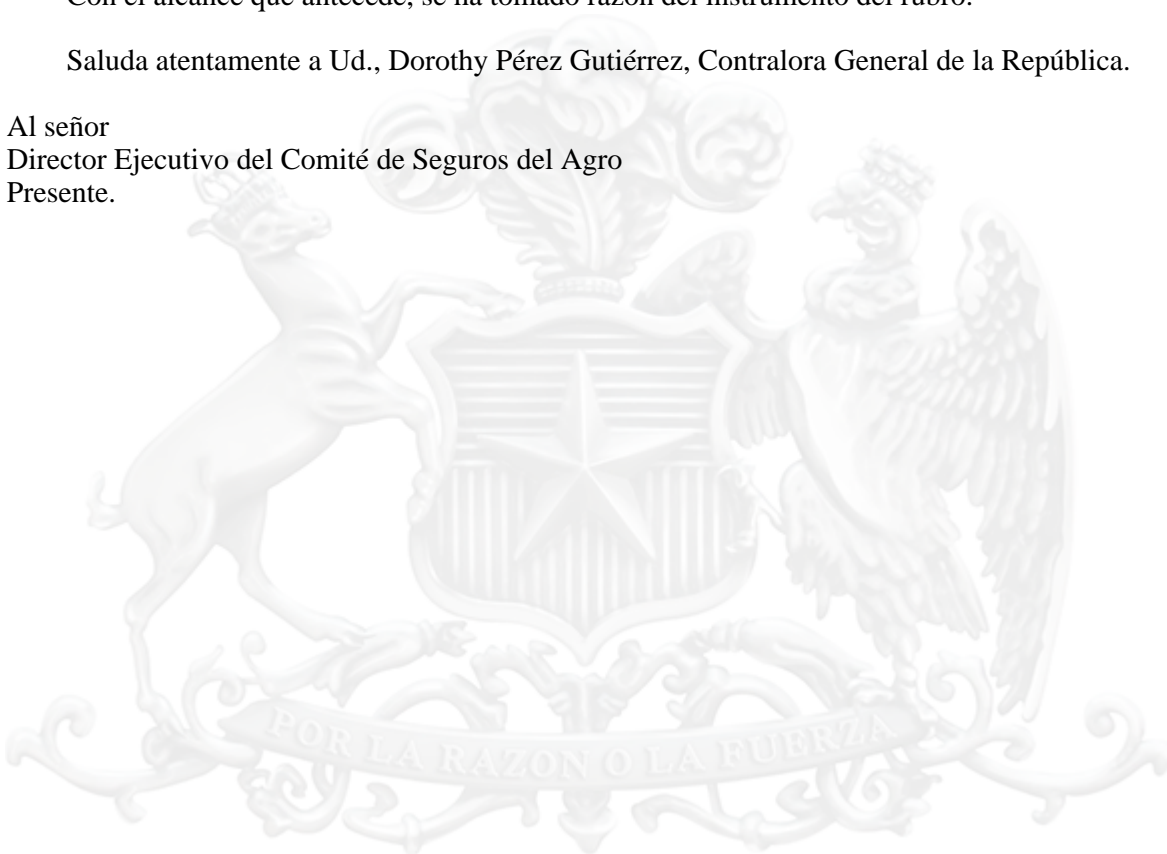 Con el alcance que antecede, se ha tomado razón del instrumento del rubro.
Saluda atentamente a Ud., Dorothy Pérez Gutiérrez, Contralora General de la República.
Al señor
Director Ejecutivo del Comité de Seguros del Agro
Presente.
POR LA RAZON O LA FUERZA